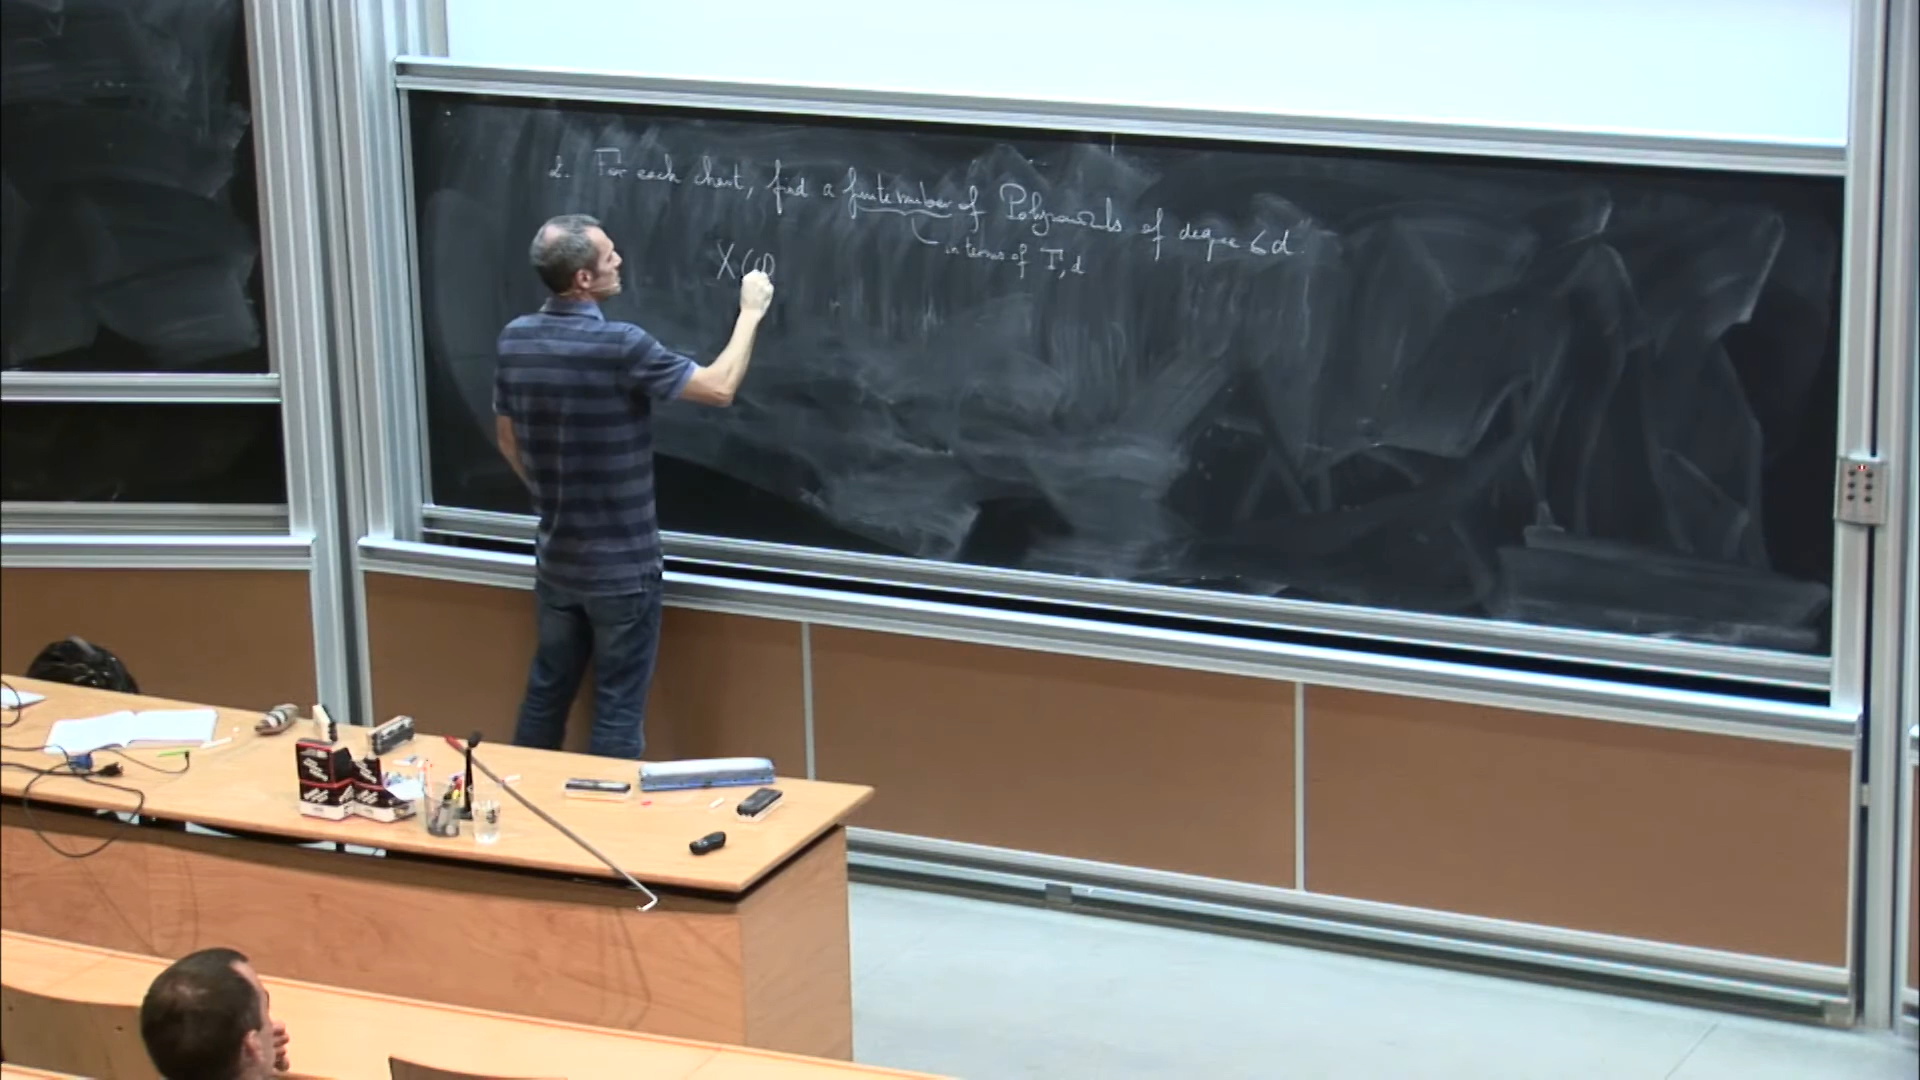 2. For each chart, find a finite number of Polynomials of degree ≤ d.
in terms of T, d
X(Q